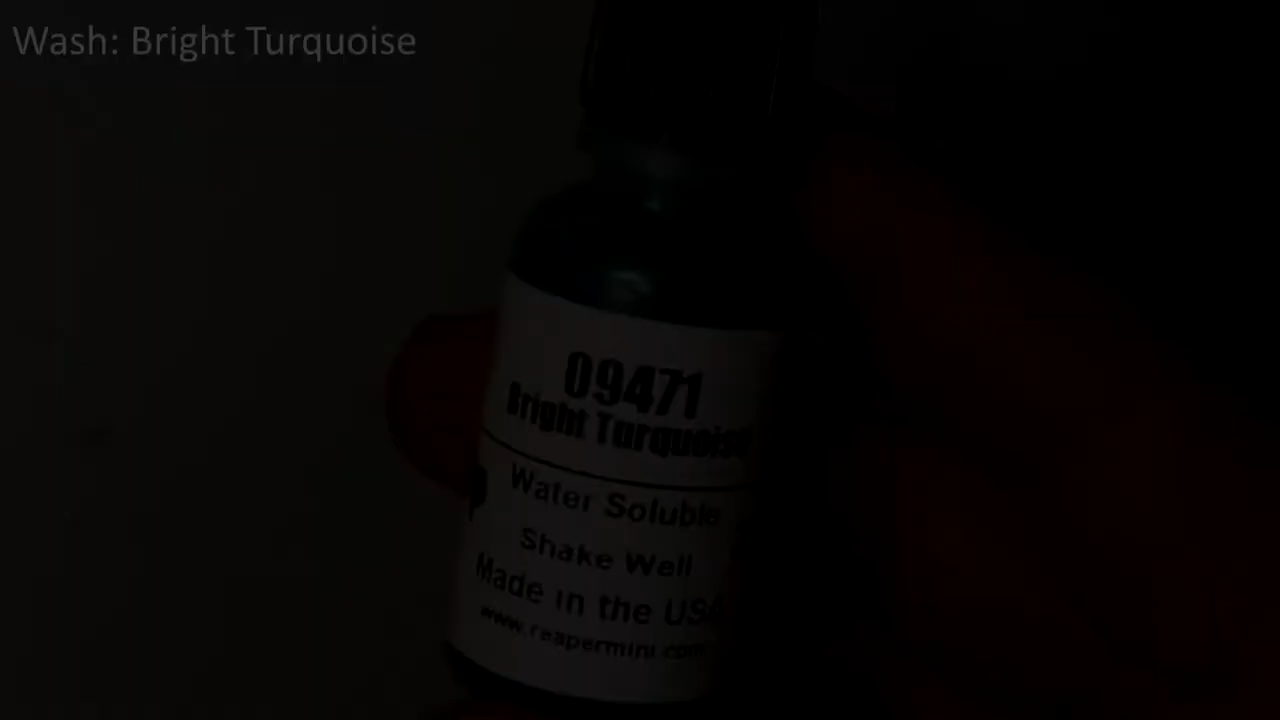 Wash: Bright Turquoise
09471
Bright Turquoise
Water Soluble
Shake Well
Made in the USA
www.reapermini.com